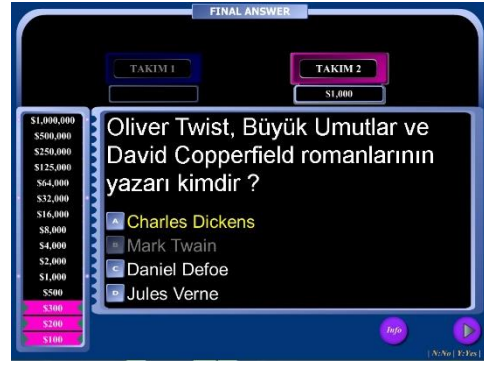 FINAL ANSWER
TAKIM 1
TAKIM 2
$1,000
$1,000,000
$500,000
$250,000
$125,000
$64,000
$32,000
$16,000
$8,000
$4,000
$2,000
$1,000
$500
$300
$200
$100
Oliver Twist, Büyük Umutlar ve
David Copperfield romanlarının
yazarı kimdir ?
A Charles Dickens
B Mark Twain
C Daniel Defoe
D Jules Verne
Info
| N:No | Y:Yes |